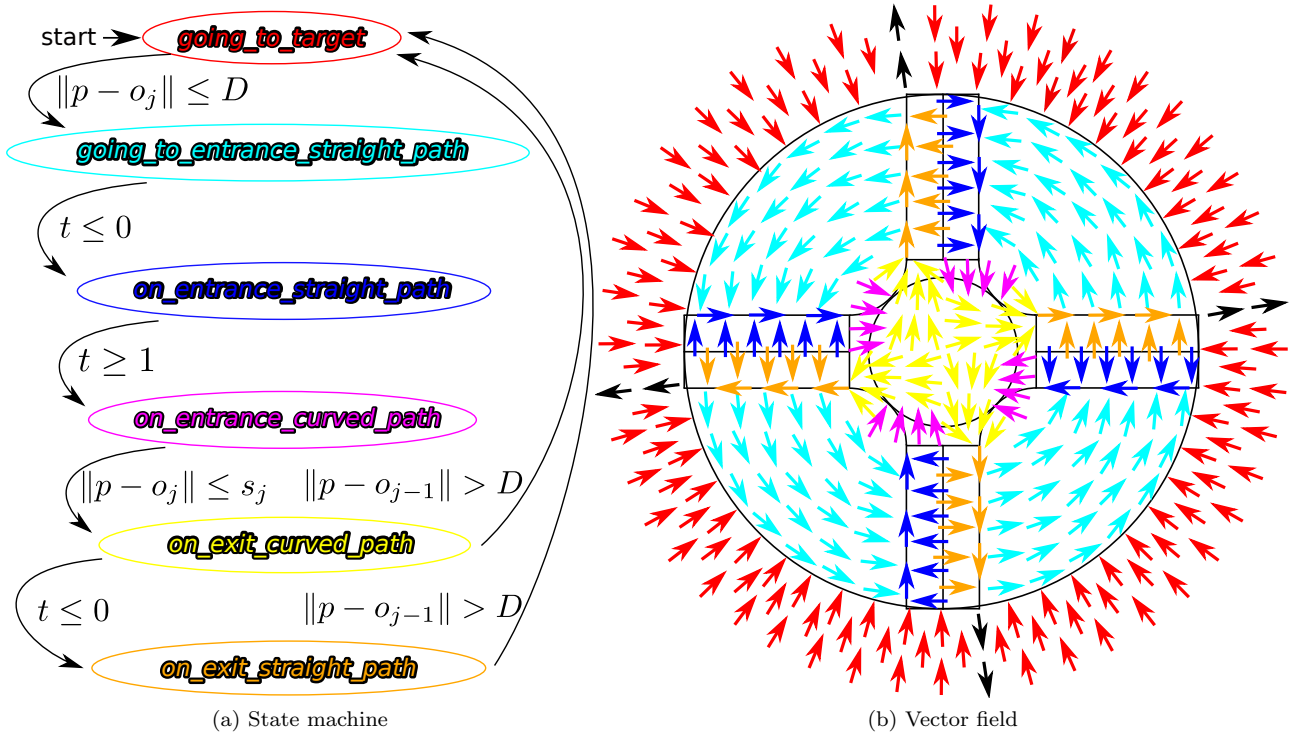 start
going_to_target
‖p − o_j‖ ≤ D
going_to_entrance_straight_path
t ≤ 0
on_entrance_straight_path
t ≥ 1
on_entrance_curved_path
‖p − o_j‖ ≤ s_j ‖p − o_{j−1}‖ > D
on_exit_curved_path
t ≤ 0 ‖p − o_{j−1}‖ > D
on_exit_straight_path
(a) State machine
(b) Vector field